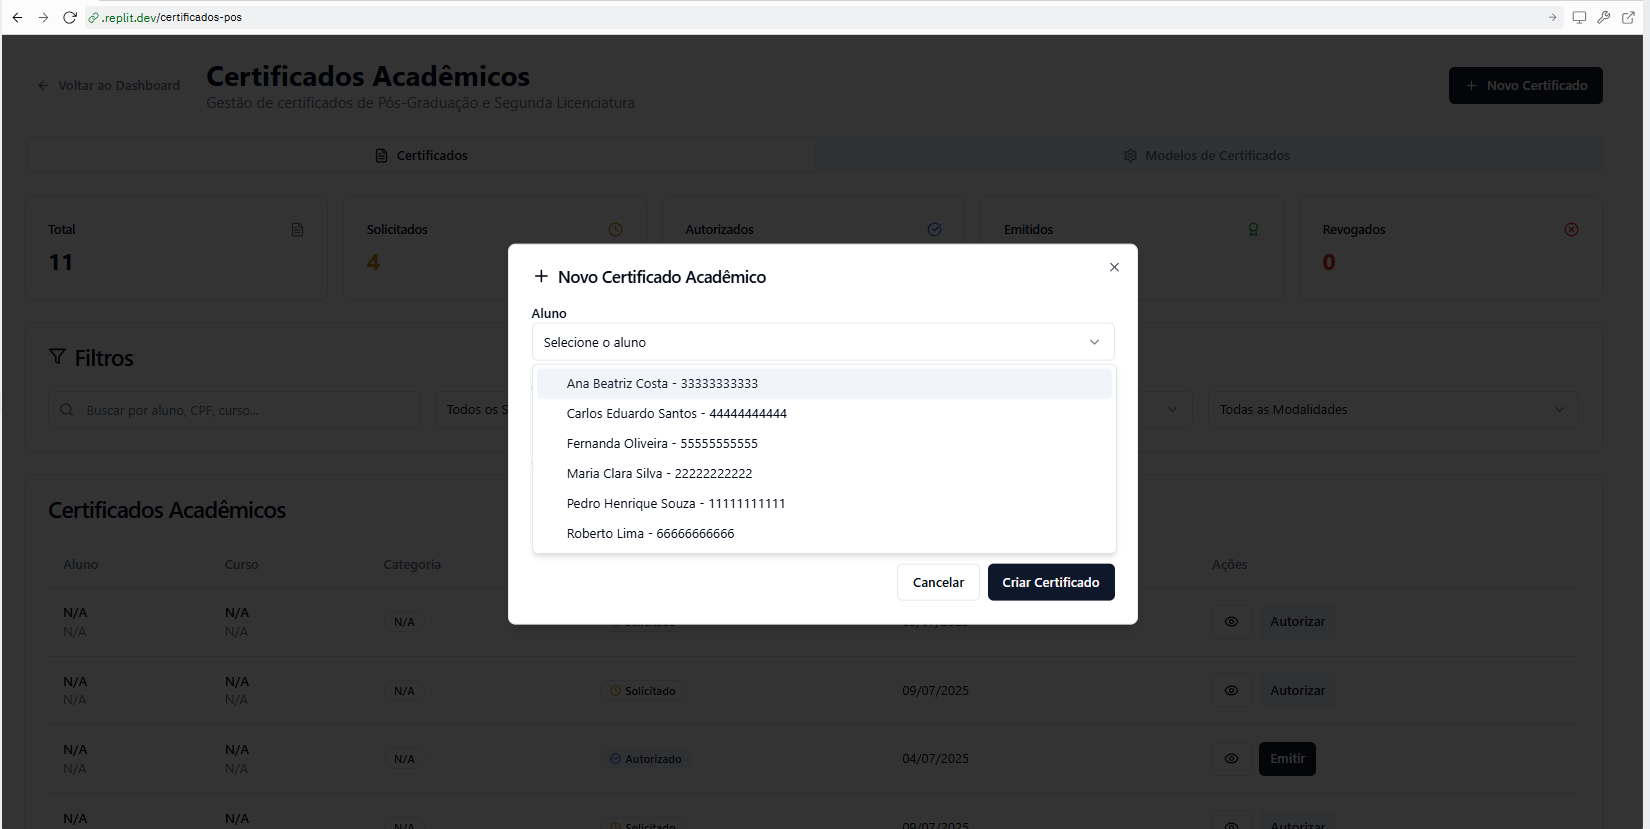 .replit.dev/certificados-pos
Voltar ao Dashboard
Certificados Acadêmicos
Gestão de certificados de Pós-Graduação e Segunda Licenciatura
Novo Certificado
Certificados
Modelos de Certificados
Total
11
Solicitados
4
Autorizados
Emitidos
Revogados
0
Novo Certificado Acadêmico
Aluno
Selecione o aluno
Ana Beatriz Costa - 33333333333
Carlos Eduardo Santos - 44444444444
Fernanda Oliveira - 55555555555
Maria Clara Silva - 22222222222
Pedro Henrique Souza - 11111111111
Roberto Lima - 66666666666
Cancelar
Criar Certificado
Filtros
Buscar por aluno, CPF, curso...
Todos os S
Todas as Modalidades
Certificados Acadêmicos
Aluno Curso Categoria Ações
N/A N/A N/A Autorizar
N/A N/A
N/A N/A N/A Solicitado 09/07/2025 Autorizar
N/A N/A
N/A N/A N/A Autorizado 04/07/2025 Emitir
N/A N/A
N/A N/A N/A Solicitado 09/07/2025 Autorizar